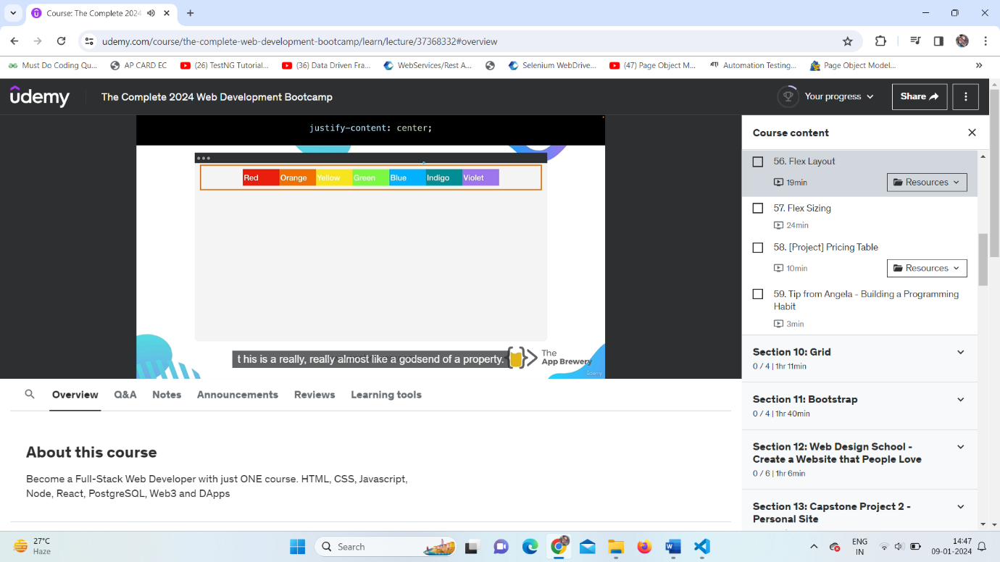 Course: The Complete 2024
udemy.com/course/the-complete-web-development-bootcamp/learn/lecture/37368332#overview
Must Do Coding Qu... AP CARD EC (26) TestNG Tutorial... (36) Data Driven Fra... WebServices/Rest A... Selenium WebDrive... (47) Page Object M... Automation Testing... Page Object Model... »
ûdemy The Complete 2024 Web Development Bootcamp Your progress Share
justify-content: center;
Red Orange Yellow Green Blue Indigo Violet
t his is a really, really almost like a godsend of a property.
The
App Brewery
ûdemy
Course content
56. Flex Layout
19min Resources
57. Flex Sizing
24min
58. [Project] Pricing Table
10min Resources
59. Tip from Angela - Building a Programming
Habit
3min
Section 10: Grid
0 / 4 | 1hr 11min
Section 11: Bootstrap
0 / 4 | 1hr 40min
Section 12: Web Design School -
Create a Website that People Love
0 / 6 | 1hr 6min
Section 13: Capstone Project 2 -
Personal Site
Overview Q&A Notes Announcements Reviews Learning tools
About this course
Become a Full-Stack Web Developer with just ONE course. HTML, CSS, Javascript,
Node, React, PostgreSQL, Web3 and DApps
27°C
Haze
Search
ENG
IN
14:47
09-01-2024